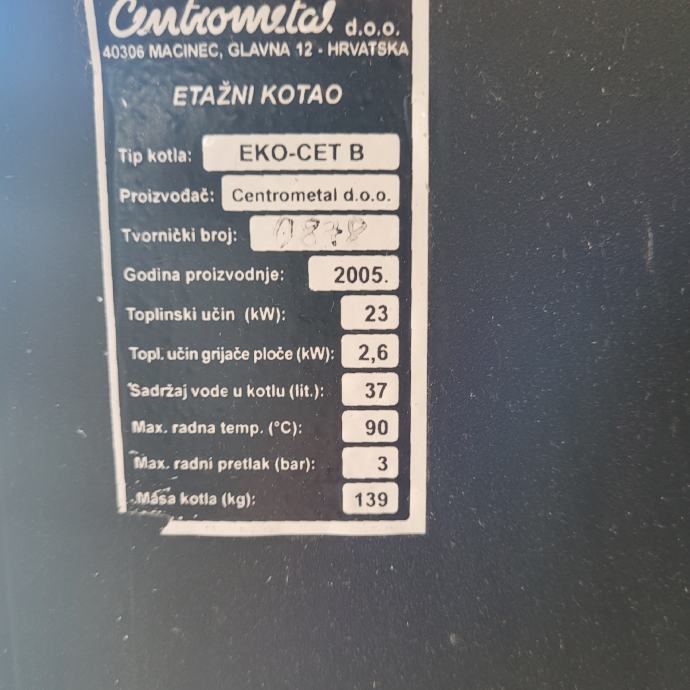 Centrometal d.o.o.
40306 MACINEC, GLAVNA 12 - HRVATSKA
ETAŽNI KOTAO
Tip kotla: EKO-CET B
Proizvođač: Centrometal d.o.o.
Tvornički broj: 0878
Godina proizvodnje: 2005.
Toplinski učin (kW): 23
Topl. učin grijače ploče (kW): 2,6
Sadržaj vode u kotlu (lit.): 37
Max. radna temp. (°C): 90
Max. radni pretlak (bar): 3
Masa kotla (kg): 139